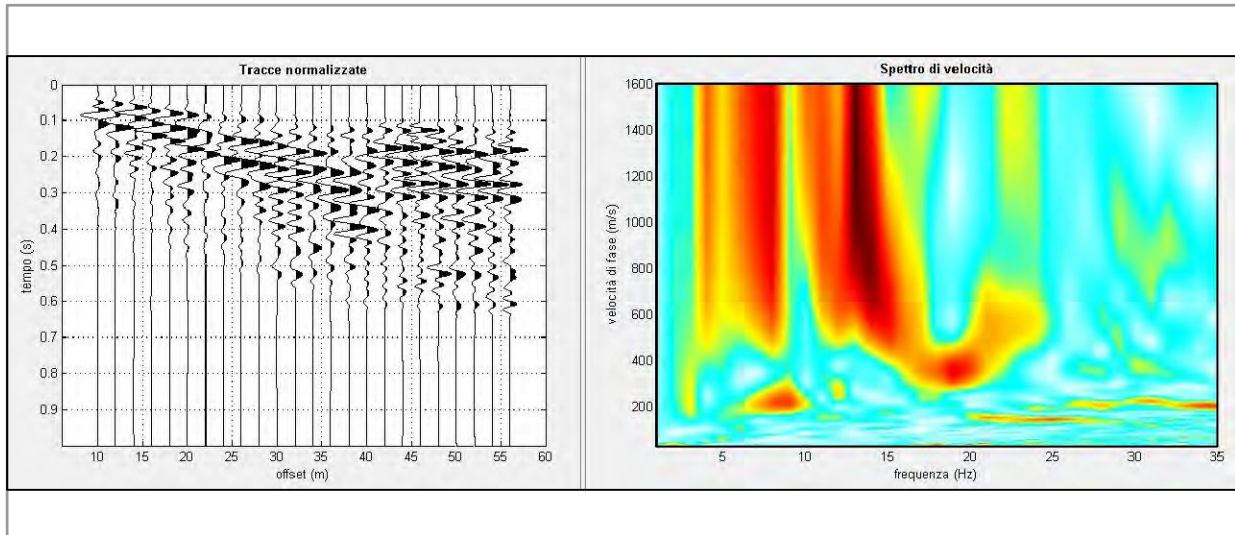 Tracce normalizzate
0
0.1
0.2
0.3
0.4
0.5
0.6
0.7
0.8
0.9
tempo (s)
10 15 20 25 30 35 40 45 50 55 60
offset (m)
Spettro di velocità
1600
1400
1200
1000
800
600
400
200
velocità di fase (m/s)
5 10 15 20 25 30 35
frequenza (Hz)